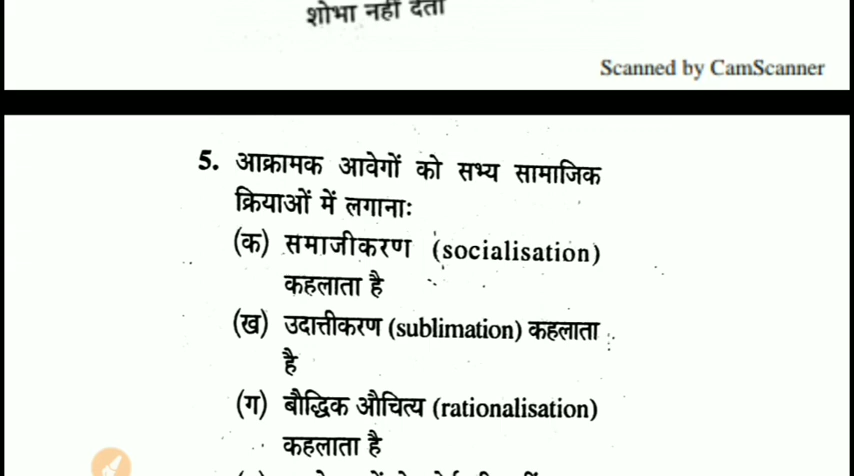 शोभा नहीं देता
Scanned by CamScanner
5. आक्रामक आवेगों को सभ्य सामाजिक
क्रियाओं में लगानाः
(क) समाजीकरण (socialisation)
कहलाता है
(ख) उदात्तीकरण (sublimation) कहलाता
है
(ग) बौद्धिक औचित्य (rationalisation)
कहलाता है